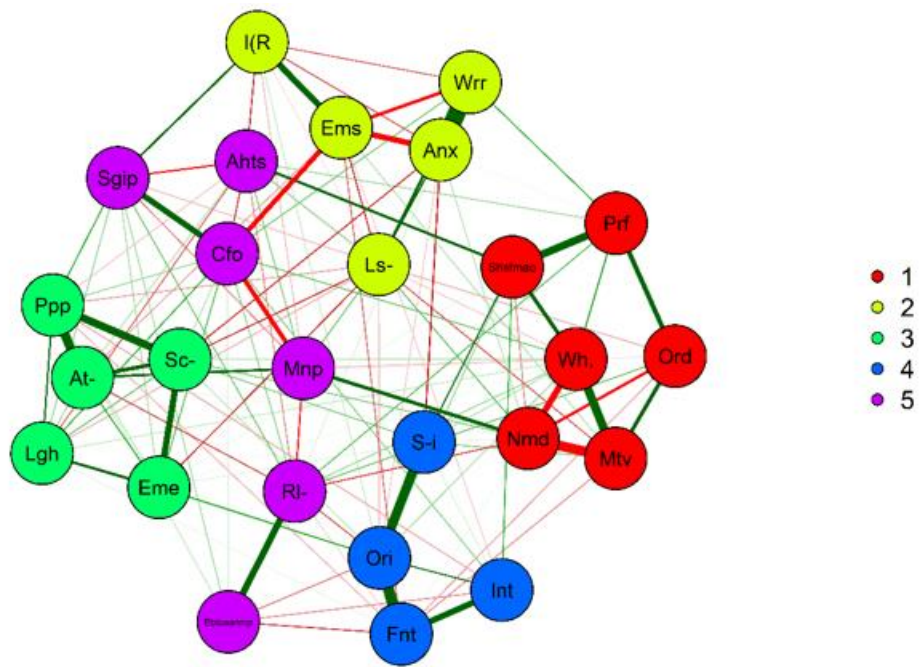 I(R
Wrr
Ems
Anx
Ahts
Sgip
Prf
Cfo
Ls-
Ppp
Sc-
Mnp
Wh.
Ord
At-
S-i
Nmd
Mtv
Lgh
Eme
Rl-
Ori
Int
Fnt
1
2
3
4
5